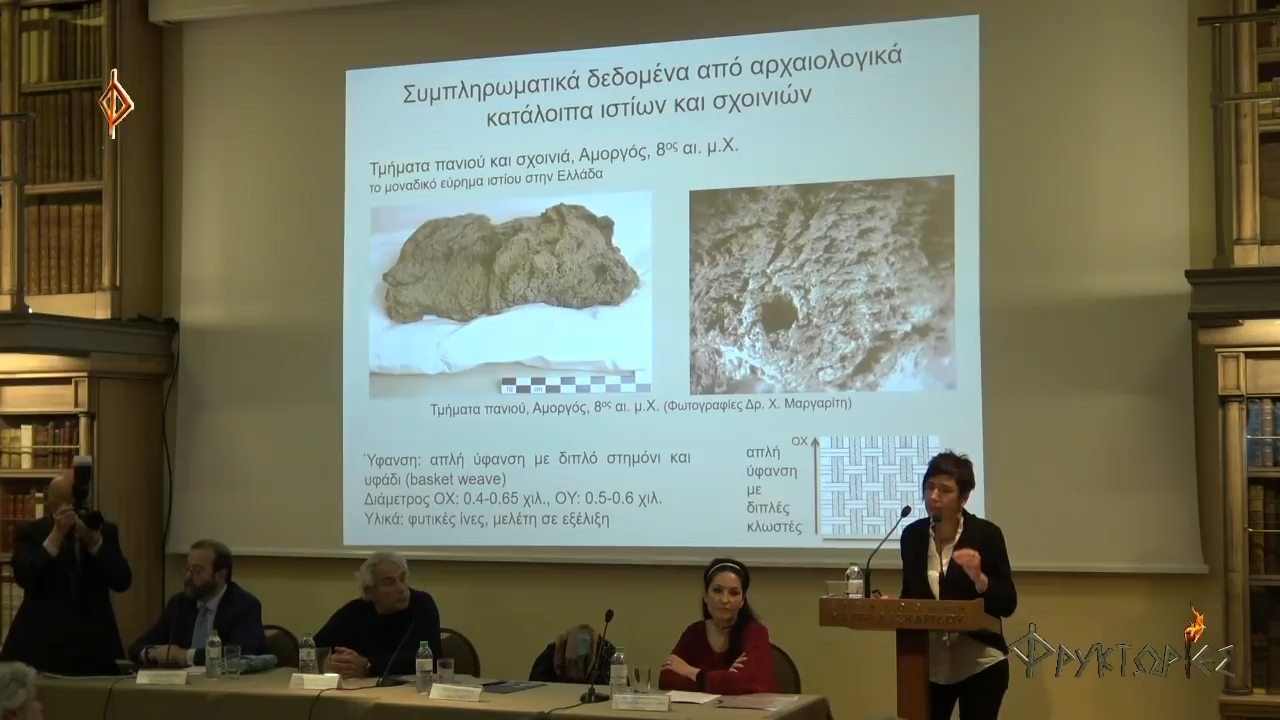 Συμπληρωματικά δεδομένα από αρχαιολογικά
κατάλοιπα ιστίων και σχοινιών
Τμήματα πανιού και σχοινιά, Αμοργός, 8ος αι. μ.Χ.
το μοναδικό εύρημα ιστίου στην Ελλάδα
10 cm
Τμήματα πανιού, Αμοργός, 8ος αι. μ.Χ. (Φωτογραφίες Δρ. Χ. Μαργαρίτη)
Ύφανση: απλή ύφανση με διπλό στημόνι και
υφάδι (basket weave)
Διάμετρος ΟΧ: 0.4-0.65 χιλ., ΟΥ: 0.5-0.6 χιλ.
Υλικά: φυτικές ίνες, μελέτη σε εξέλιξη
ΟΧ
απλή
ύφανση
με
διπλές
κλωστές
Φρυκτωρίες